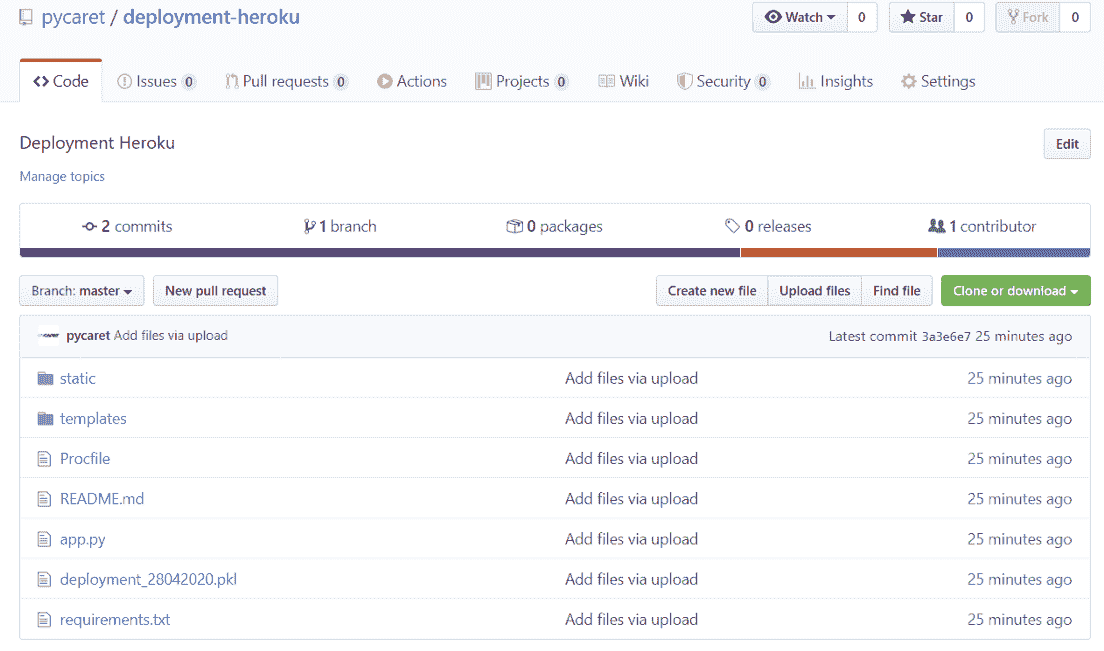 pycaret / deployment-heroku
Watch 0 Star 0 Fork 0
Code Issues 0 Pull requests 0 Actions Projects 0 Wiki Security 0 Insights Settings
Deployment Heroku Edit
Manage topics
2 commits 1 branch 0 packages 0 releases 1 contributor
Branch: master New pull request Create new file Upload files Find file Clone or download
pycaret Add files via upload Latest commit 3a3e6e7 25 minutes ago
static Add files via upload 25 minutes ago
templates Add files via upload 25 minutes ago
Procfile Add files via upload 25 minutes ago
README.md Add files via upload 25 minutes ago
app.py Add files via upload 25 minutes ago
deployment_28042020.pkl Add files via upload 25 minutes ago
requirements.txt Add files via upload 25 minutes ago